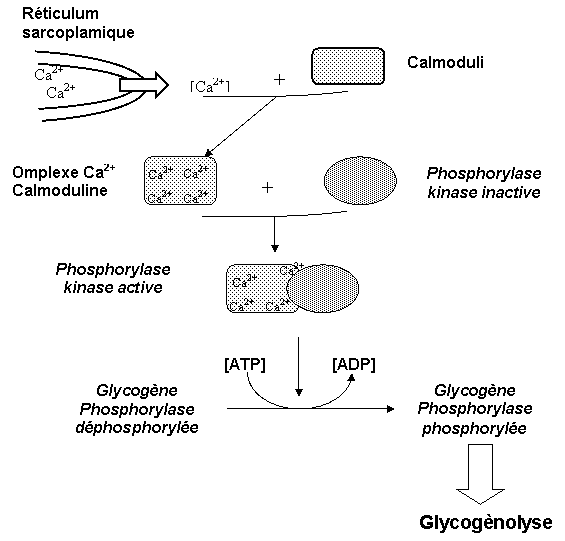 Réticulum
sarcoplamique
Ca2+
Ca2+
[Ca2+]
+
Calmoduli
Omplexe Ca2+
Calmoduline
Ca2+ Ca2+
Ca2+ Ca2+
+
Phosphorylase
kinase inactive
Phosphorylase
kinase active
Ca2+
Ca2+
Ca2+ Ca2+
[ATP] [ADP]
Glycogène
Phosphorylase
déphosphorylée
Glycogène
Phosphorylase
phosphorylée
Glycogènolyse